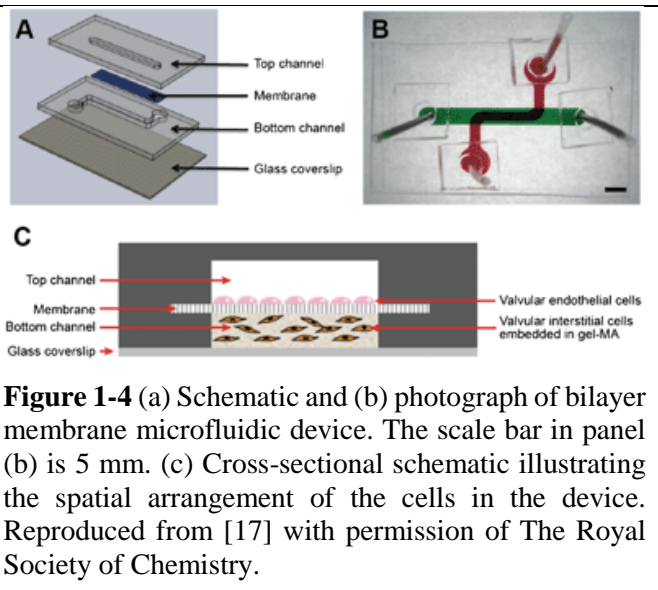 A
Top channel
Membrane
Bottom channel
Glass coverslip
B
C
Top channel
Membrane
Bottom channel
Glass coverslip
Valvular endothelial cells
Valvular interstitial cells
embedded in gel-MA
Figure 1-4 (a) Schematic and (b) photograph of bilayer
membrane microfluidic device. The scale bar in panel
(b) is 5 mm. (c) Cross-sectional schematic illustrating
the spatial arrangement of the cells in the device.
Reproduced from [17] with permission of The Royal
Society of Chemistry.